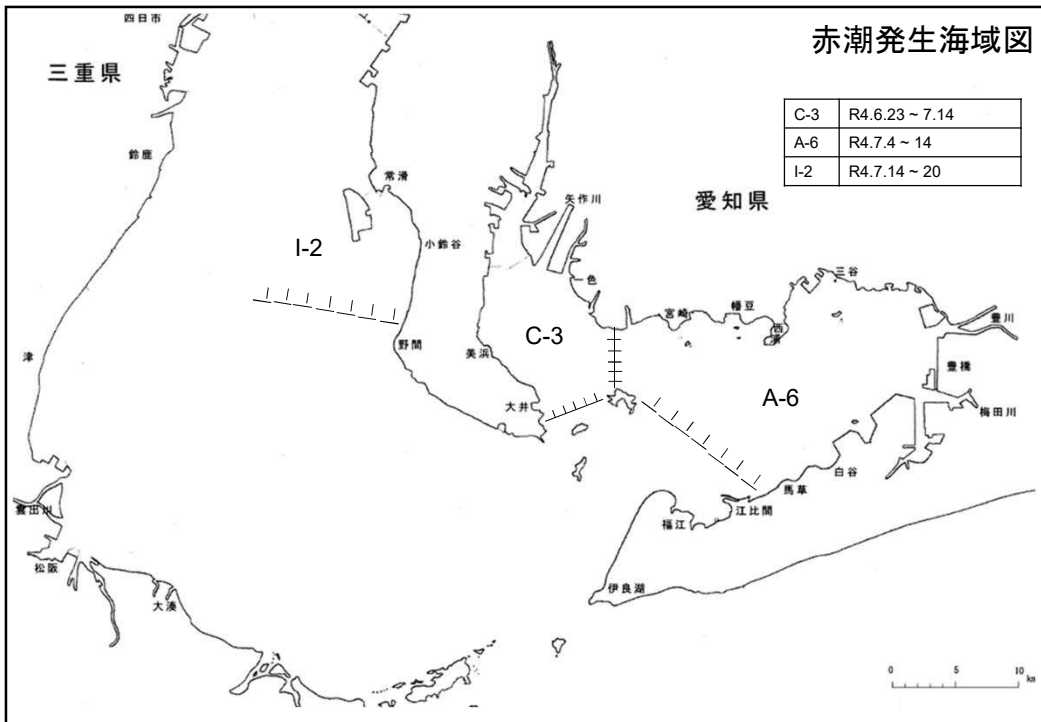 赤潮発生海域図
C-3 R4.6.23 ~ 7.14
A-6 R4.7.4 ~ 14
I-2 R4.7.14 ~ 20
四日市
三重県
鈴鹿
常滑
矢作川
愛知県
I-2
小鈴谷
一色
三谷
宮崎
幡豆
西浦
豊川
津
野間
美浜
C-3
豊橋
大井
A-6
梅田川
白谷
馬草
江比間
福江
雲出川
松阪
大湊
伊良湖
0 5 10
km